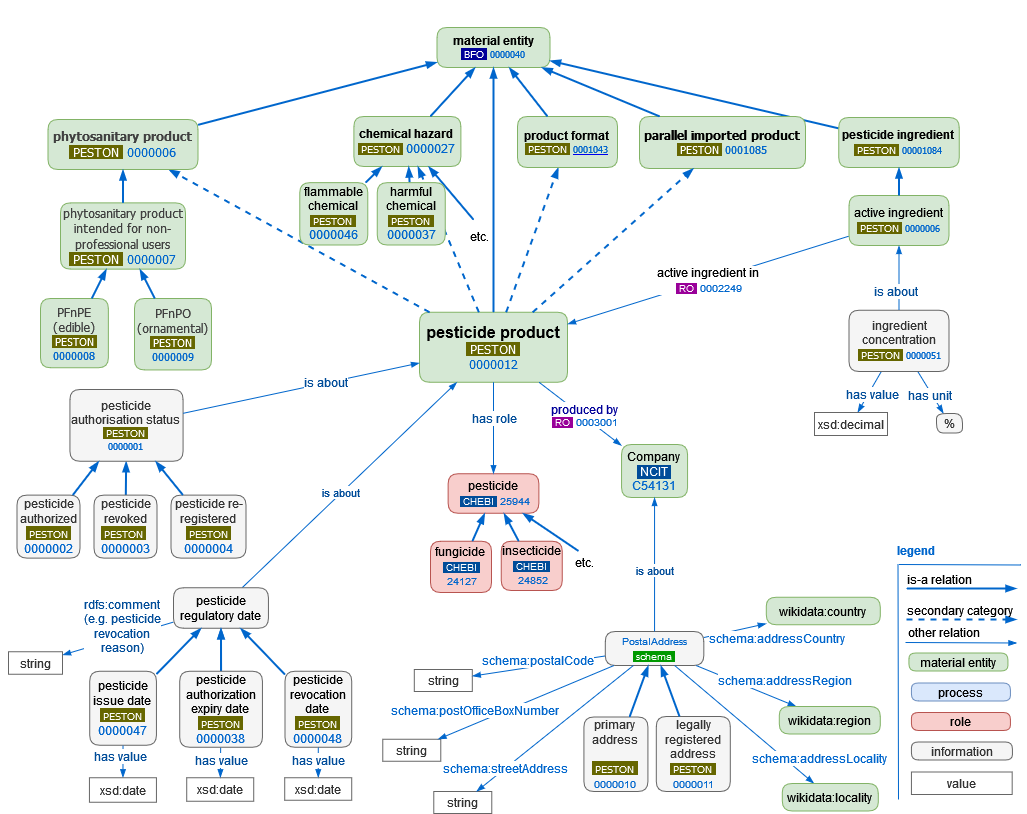 material entity
BFO 0000040
phytosanitary product
PESTON 0000006
chemical hazard
PESTON 0000027
product format
PESTON 0001043
parallel imported product
PESTON 0001085
pesticide ingredient
PESTON 00001084
flammable
chemical
PESTON
0000046
harmful
chemical
PESTON
0000037
etc.
phytosanitary product
intended for non-
professional users
PESTON 0000007
active ingredient
PESTON 0000006
active ingredient in
RO 0002249
is about
PFnPE
(edible)
PESTON
0000008
PFnPO
(ornamental)
PESTON
0000009
pesticide product
PESTON
0000012
ingredient
concentration
PESTON 0000051
has value
has unit
xsd:decimal
%
is about
pesticide
authorisation status
PESTON
0000001
has role
produced by
RO 0003001
Company
NCIT
C54131
pesticide
authorized
PESTON
0000002
pesticide
revoked
PESTON
0000003
pesticide re-
registered
PESTON
0000004
is about
pesticide
CHEBI 25944
fungicide
CHEBI
24127
insecticide
CHEBI
24852
etc.
is about
rdfs:comment
(e.g. pesticide
revocation
reason)
string
pesticide
regulatory date
pesticide
issue date
PESTON
0000047
pesticide
authorization
expiry date
PESTON
0000038
pesticide
revocation
date
PESTON
0000048
has value
has value
has value
xsd:date
xsd:date
xsd:date
PostalAddress
schema
schema:addressCountry
wikidata:country
schema:postalCode
string
schema:addressRegion
wikidata:region
schema:postOfficeBoxNumber
string
schema:streetAddress
string
primary
address
PESTON
0000010
legally
registered
address
PESTON
0000011
schema:addressLocality
wikidata:locality
legend
is-a relation
secondary category
other relation
material entity
process
role
information
value